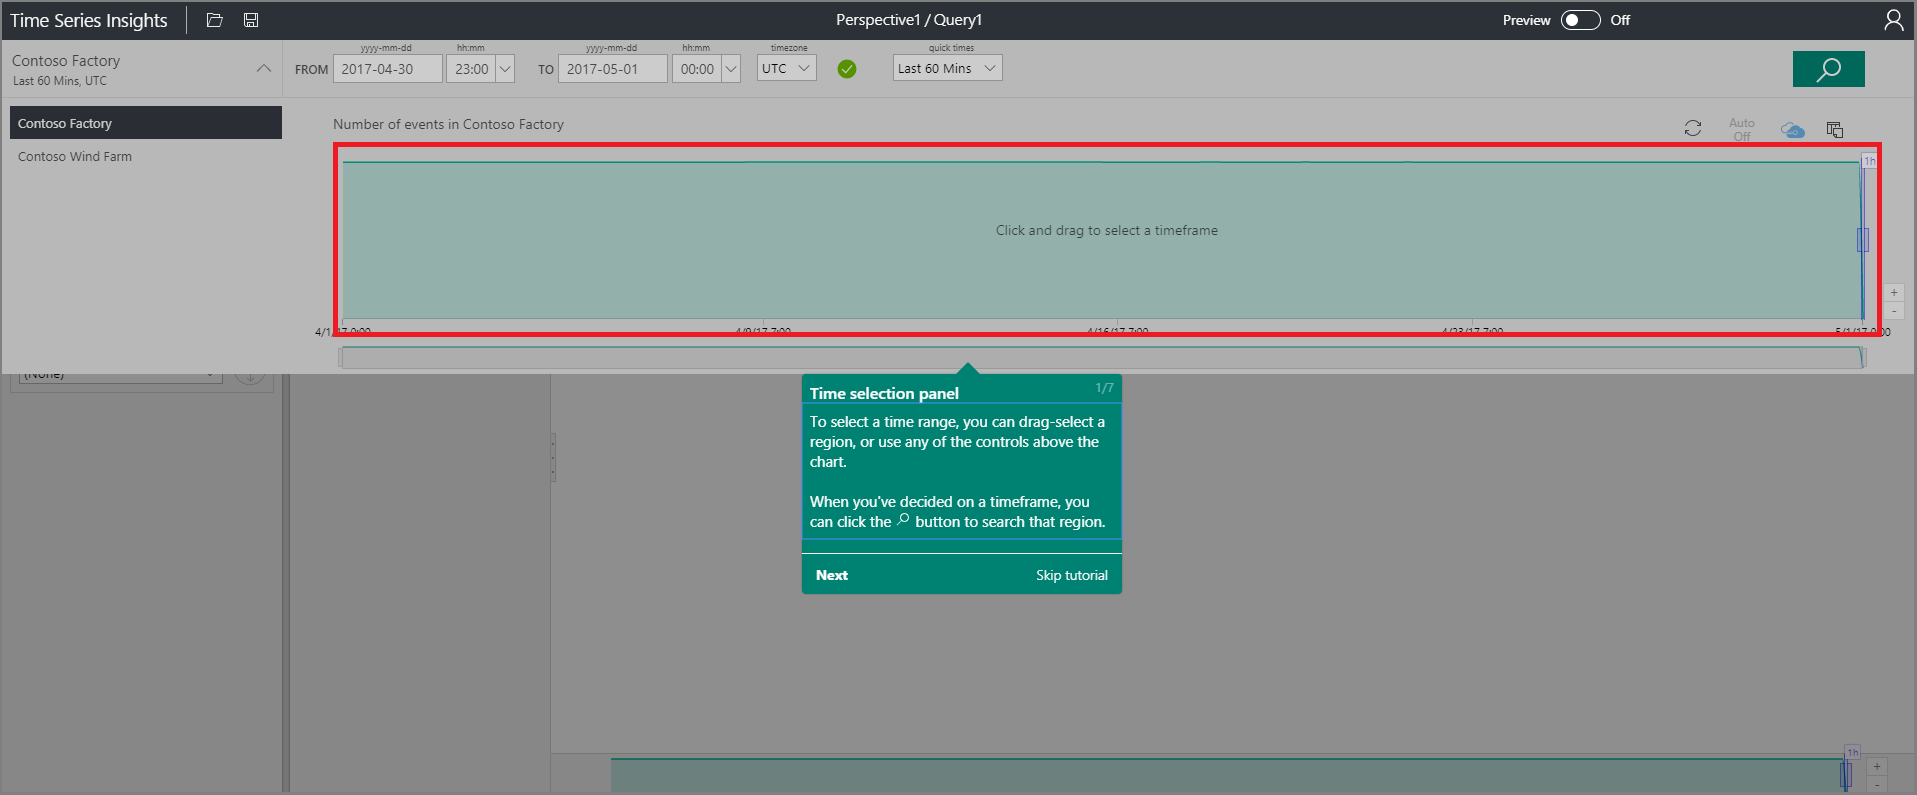 Time Series Insights
Perspective1 / Query1
Preview Off
Contoso Factory
Last 60 Mins, UTC
yyyy-mm-dd hh:mm yyyy-mm-dd hh:mm timezone quick times
FROM 2017-04-30 23:00 TO 2017-05-01 00:00 UTC Last 60 Mins
Contoso Factory
Contoso Wind Farm
Number of events in Contoso Factory
Auto
Off
1h
Click and drag to select a timeframe
+
-
4/1/17 0:00 4/9/17 7:00 4/16/17 7:00 4/23/17 7:00 5/1/17 0:00
(None)
Time selection panel 1/7
To select a time range, you can drag-select a
region, or use any of the controls above the
chart.
When you've decided on a timeframe, you
can click the button to search that region.
Next Skip tutorial
1h
+
-